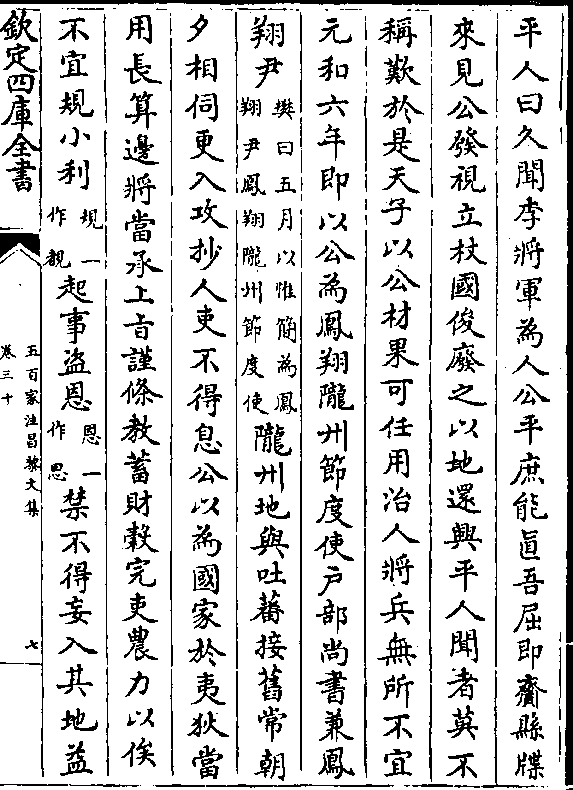 平人曰久聞李將軍為人公平庶能直吾屈即齎縣牒
來見公發視立杖國俊廢之以地還興平人聞者莫不
稱歎於是天子以公材果可任用治人將兵無所不宜
元和六年即以公為鳳翔隴州節度使戶部尚書兼鳳
翔尹樊曰五月以惟簡為鳳翔尹鳳翔隴州節度使隴州地與吐蕃接舊常朝
夕相伺更入攻抄人吏不得息公以為國家於夷狄當
用長算邊將當承上旨謹條教蓄財穀完吏農力以俟
不宜規小利規一作覩起事盜恩恩一作思禁不得妄入其地益
欽定四庫全書
五百家注昌黎文集
卷三十
七